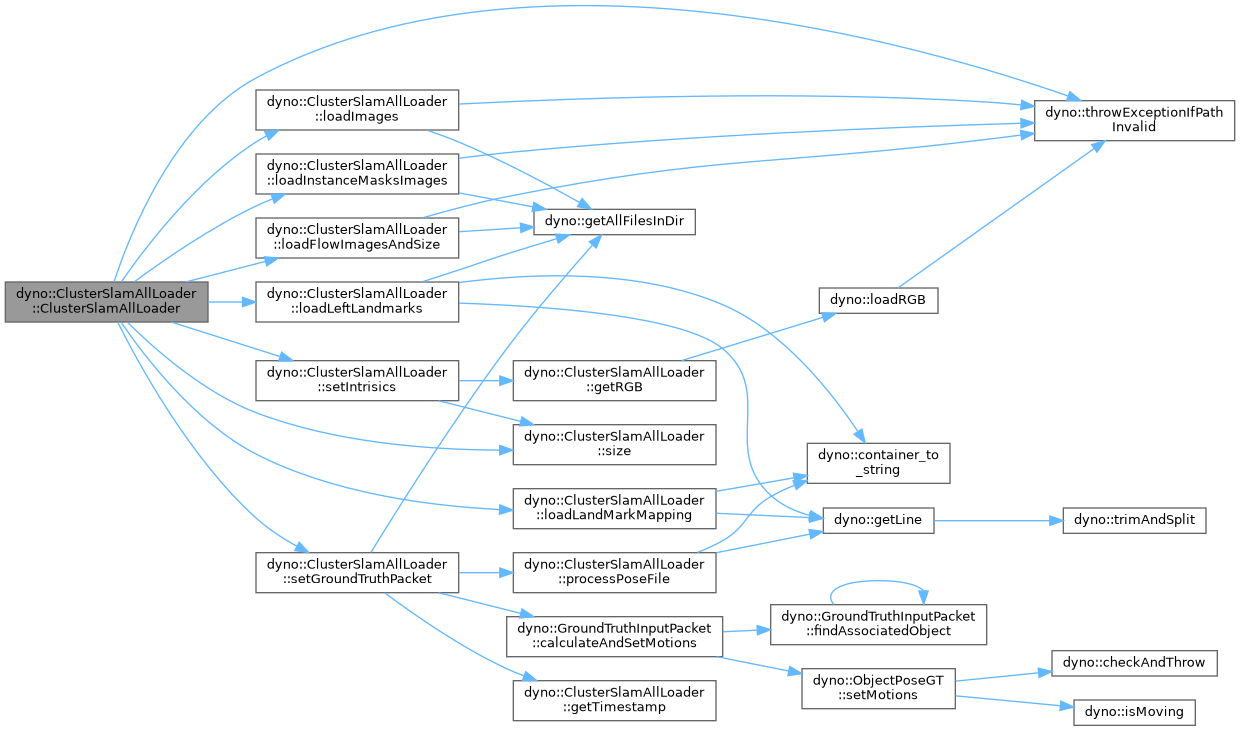 dyno::ClusterSlamAllLoader
::ClusterSlamAllLoader
dyno::ClusterSlamAllLoader
::loadImages
dyno::ClusterSlamAllLoader
::loadInstanceMasksImages
dyno::ClusterSlamAllLoader
::loadFlowImagesAndSize
dyno::ClusterSlamAllLoader
::loadLeftLandmarks
dyno::ClusterSlamAllLoader
::setIntrisics
dyno::ClusterSlamAllLoader
::setGroundTruthPacket
dyno::getAllFilesInDir
dyno::ClusterSlamAllLoader
::getRGB
dyno::ClusterSlamAllLoader
::size
dyno::ClusterSlamAllLoader
::loadLandMarkMapping
dyno::ClusterSlamAllLoader
::processPoseFile
dyno::GroundTruthInputPacket
::calculateAndSetMotions
dyno::ClusterSlamAllLoader
::getTimestamp
dyno::loadRGB
dyno::container_to
_string
dyno::getLine
dyno::GroundTruthInputPacket
::findAssociatedObject
dyno::ObjectPoseGT
::setMotions
dyno::throwExceptionIfPath
Invalid
dyno::trimAndSplit
dyno::checkAndThrow
dyno::isMoving